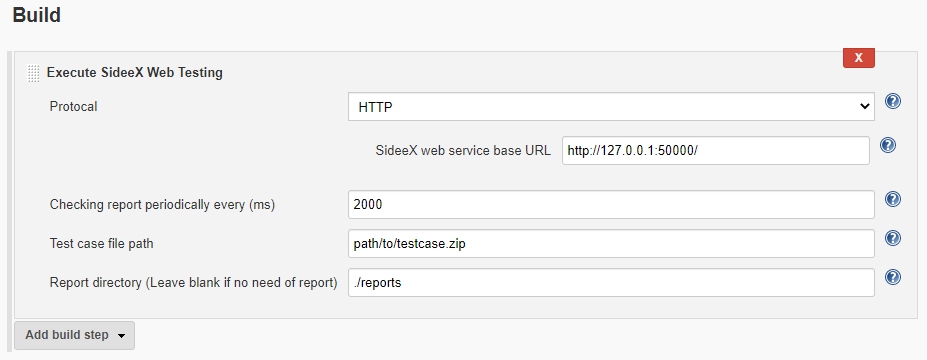 Build
Execute SideeX Web Testing
X
Protocal
HTTP
?
SideeX web service base URL
http://127.0.0.1:50000/
?
Checking report periodically every (ms)
2000
?
Test case file path
path/to/testcase.zip
?
Report directory (Leave blank if no need of report)
./reports
?
Add build step